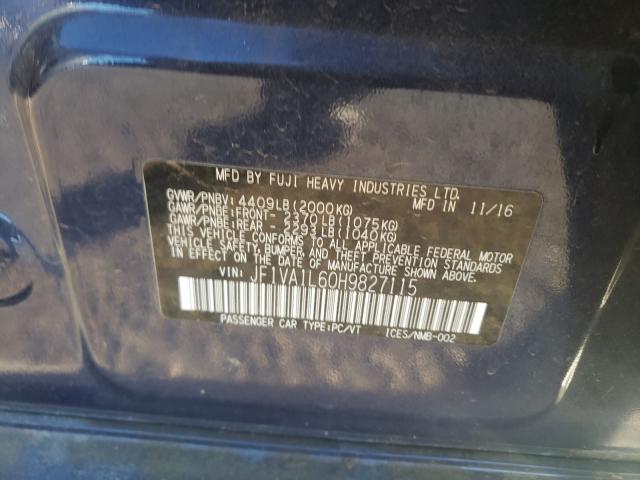 MFD BY FUJI HEAVY INDUSTRIES LTD.
MFD IN 11/16
GVWR/PNBV: 4409LB(2000KG)
GAWR/PNBE: FRONT- 2370LB(1075KG)
GAWR/PNBE: REAR - 2293LB(1040KG)
THIS VEHICLE CONFORMS TO ALL APPLICABLE FEDERAL MOTOR
VEHICLE SAFETY, BUMPER, AND THEFT PREVENTION STANDARDS
IN EFFECT ON THE DATE OF MANUFACTURE SHOWN ABOVE.
VIN: JF1VA1L60H9827115
PASSENGER CAR TYPE:PC/VT ICES/NMB-002